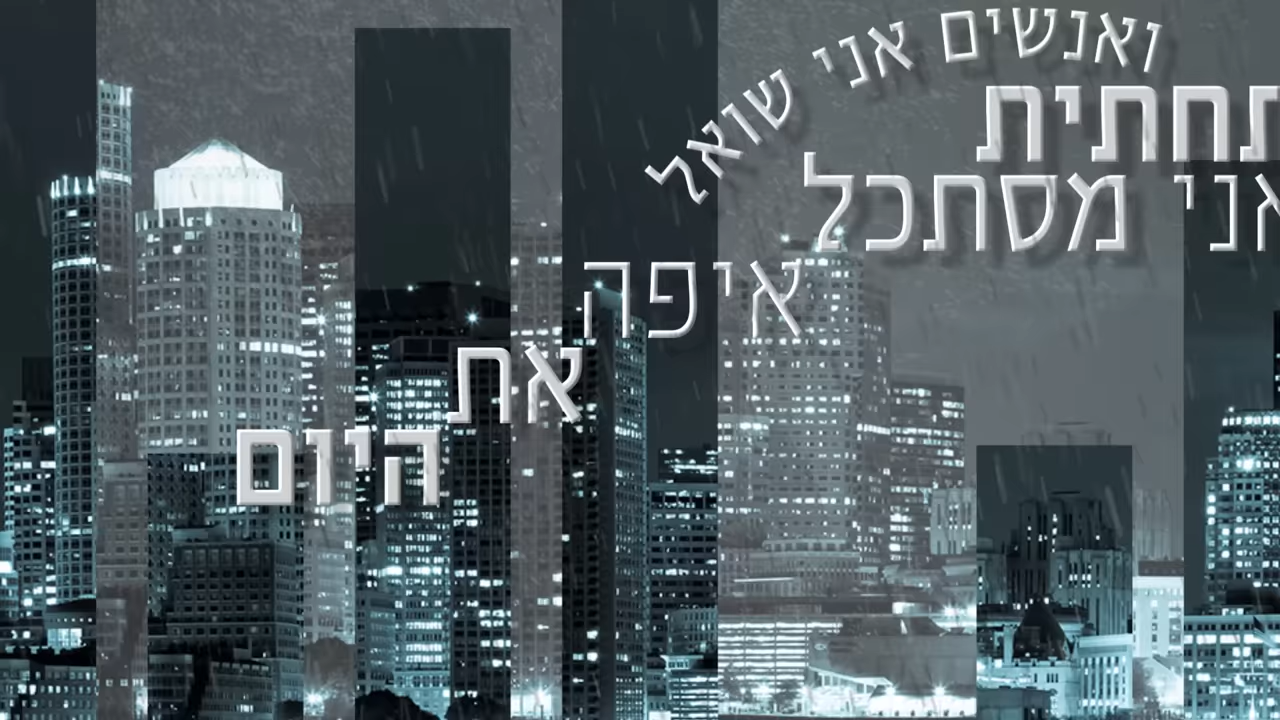 ואנשים אני שואל
תחתית
אני מסתכל
איפה
את
היום